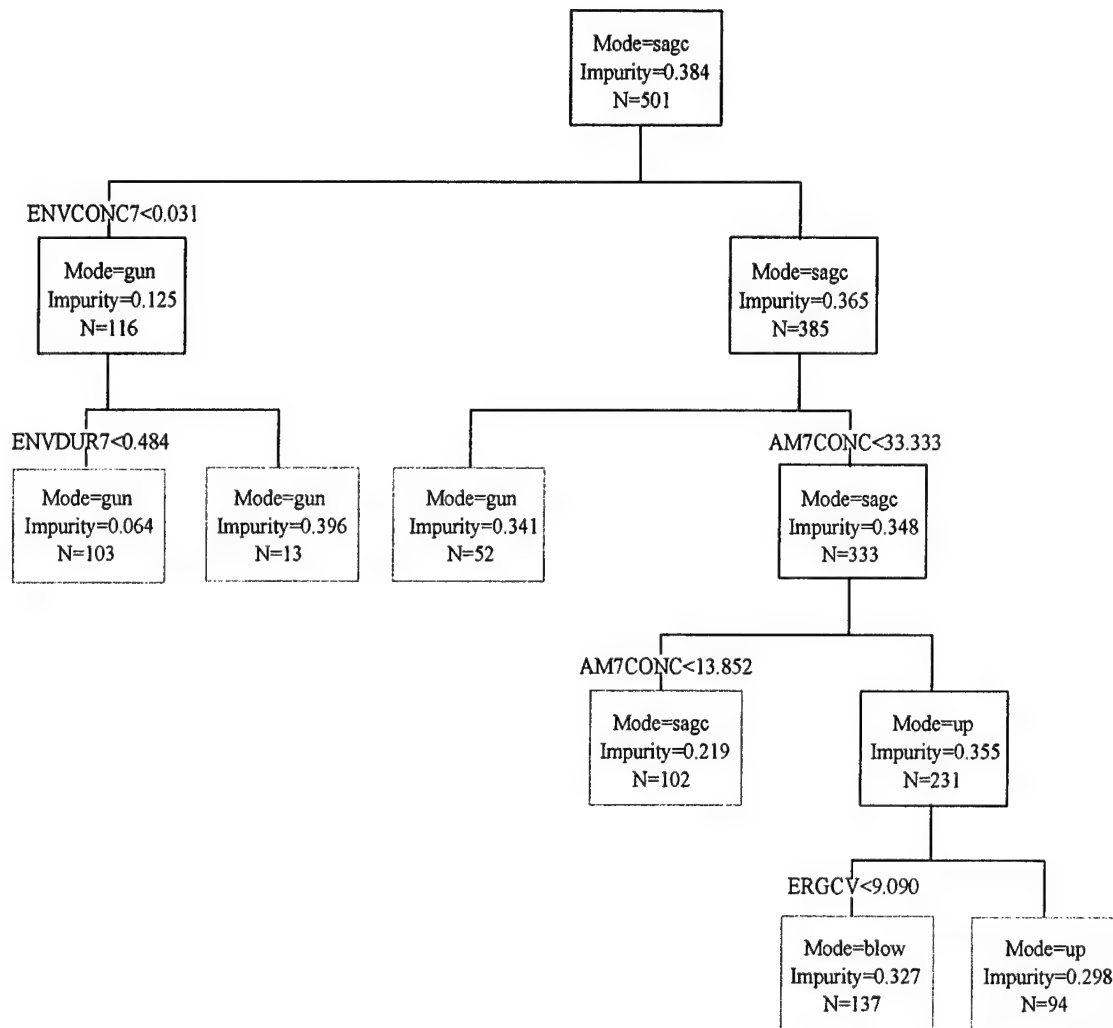 Mode=sagc
Impurity=0.384
N=501
ENVCONC7<0.031
Mode=gun
Impurity=0.125
N=116
Mode=sagc
Impurity=0.365
N=385
ENVDUR7<0.484
Mode=gun
Impurity=0.064
N=103
Mode=gun
Impurity=0.396
N=13
Mode=gun
Impurity=0.341
N=52
AM7CONC<33.333
Mode=sagc
Impurity=0.348
N=333
AM7CONC<13.852
Mode=sagc
Impurity=0.219
N=102
Mode=up
Impurity=0.355
N=231
ERGCV<9.090
Mode=blow
Impurity=0.327
N=137
Mode=up
Impurity=0.298
N=94